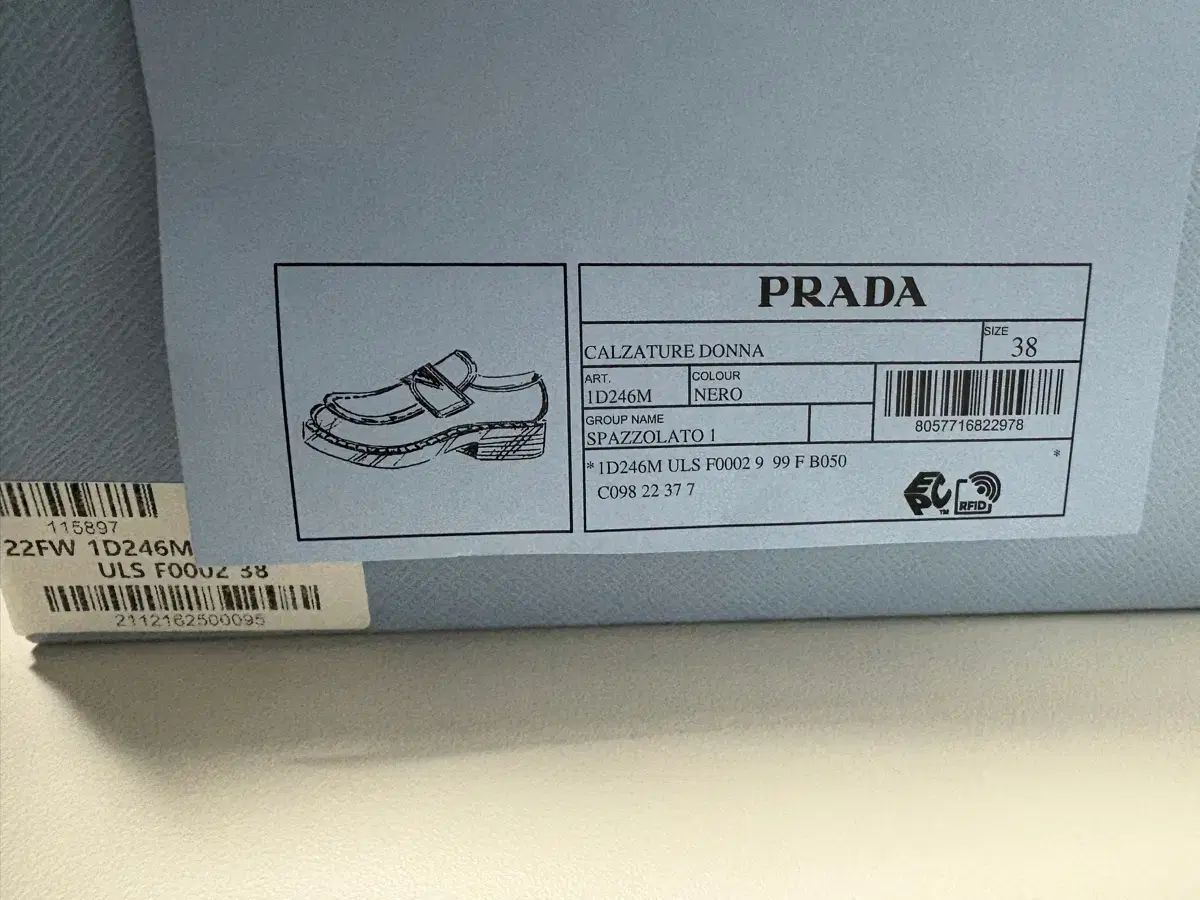 PRADA
CALZATURE DONNA
SIZE
38
ART.
1D246M
COLOUR
NERO
8057716822978
GROUP NAME
SPAZZOLATO 1
* 1D246M ULS F0002 9 99 F B050 *
C098 22 37 7
EPC™
RFID
115897
22FW 1D246M
ULS F0002 38
2112162500095